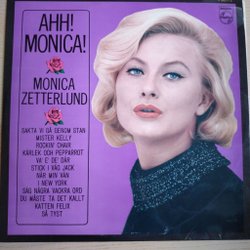 AHH!
MONICA!
MONICA
ZETTERLUND
SAKTA VI GÅ GENOM STAN
MISTER KELLY
ROCKIN' CHAIR
KÄRLEK OCH PEPPARROT
VA' E' DE' DÄR
STICK I VÄG JACK
NÄR MIN VÄN
I NEW YORK
SÄG NÅGRA VACKRA ORD
DU MÅSTE TA DET KALLT
KATTEN FELIX
SÅ TYST
PHILIPS